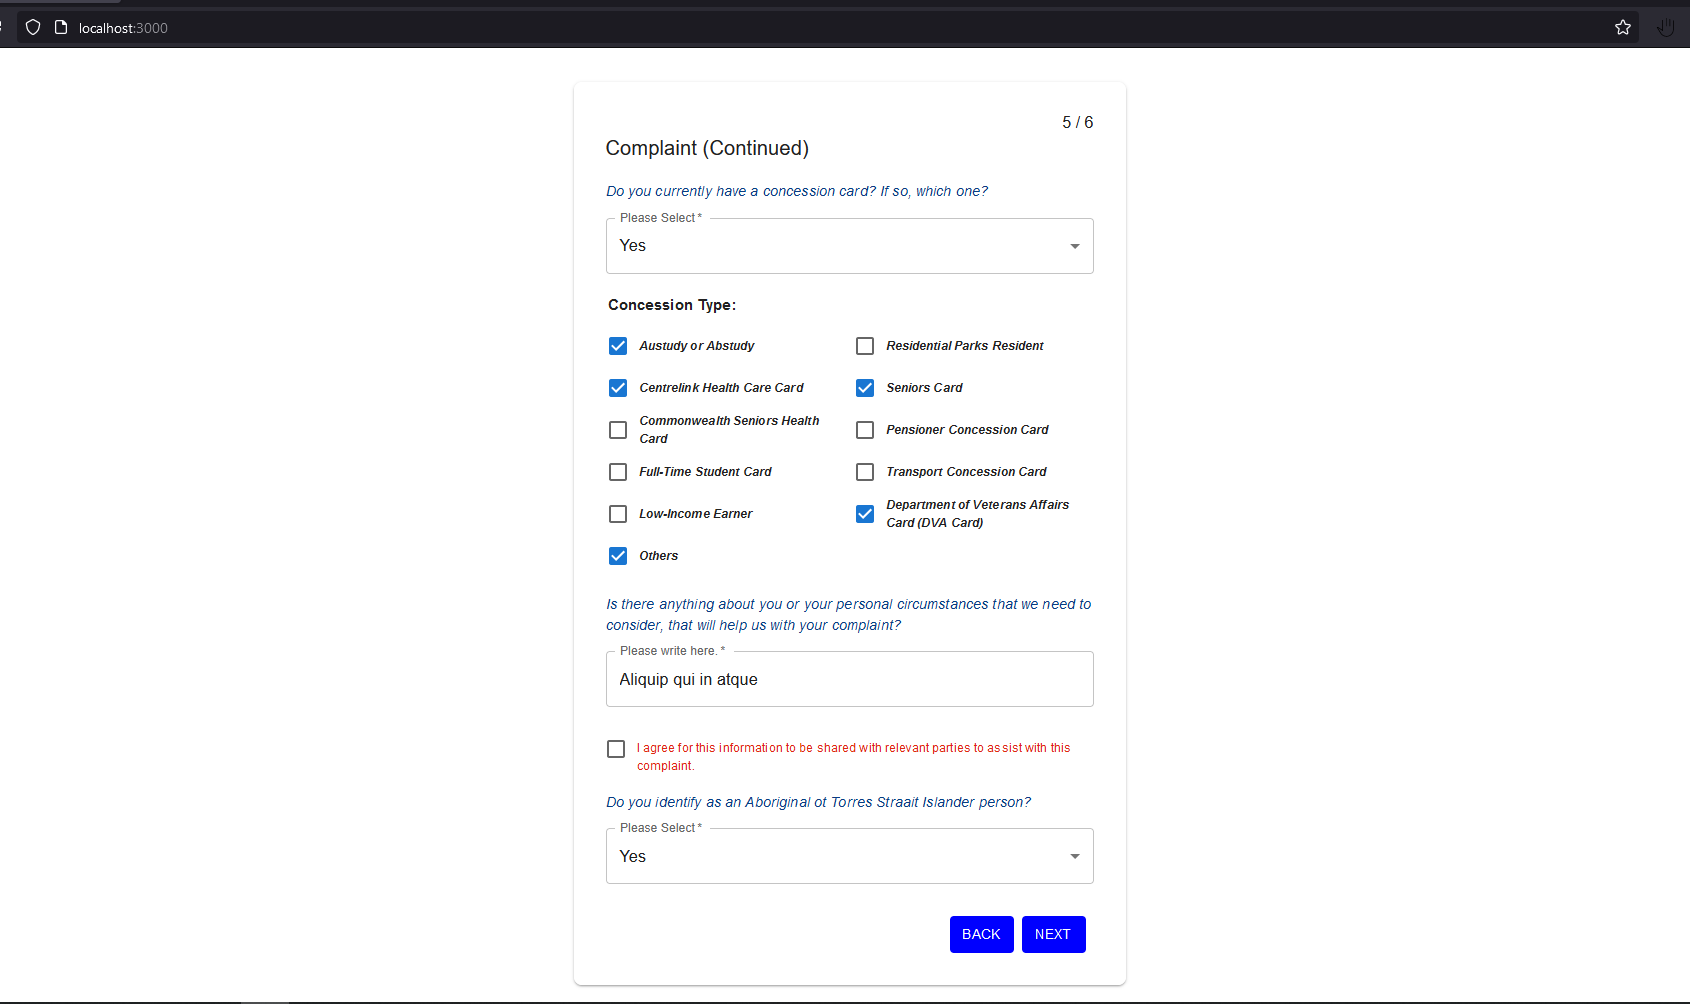 localhost:3000
5 / 6
Complaint (Continued)
Do you currently have a concession card? If so, which one?
Please Select *
Yes
Concession Type:
Austudy or Abstudy
Residential Parks Resident
Centrelink Health Care Card
Seniors Card
Commonwealth Seniors Health
Card
Pensioner Concession Card
Full-Time Student Card
Transport Concession Card
Low-Income Earner
Department of Veterans Affairs
Card (DVA Card)
Others
Is there anything about you or your personal circumstances that we need to
consider, that will help us with your complaint?
Please write here. *
Aliquip qui in atque
I agree for this information to be shared with relevant parties to assist with this
complaint.
Do you identify as an Aboriginal ot Torres Straait Islander person?
Please Select *
Yes
BACK NEXT